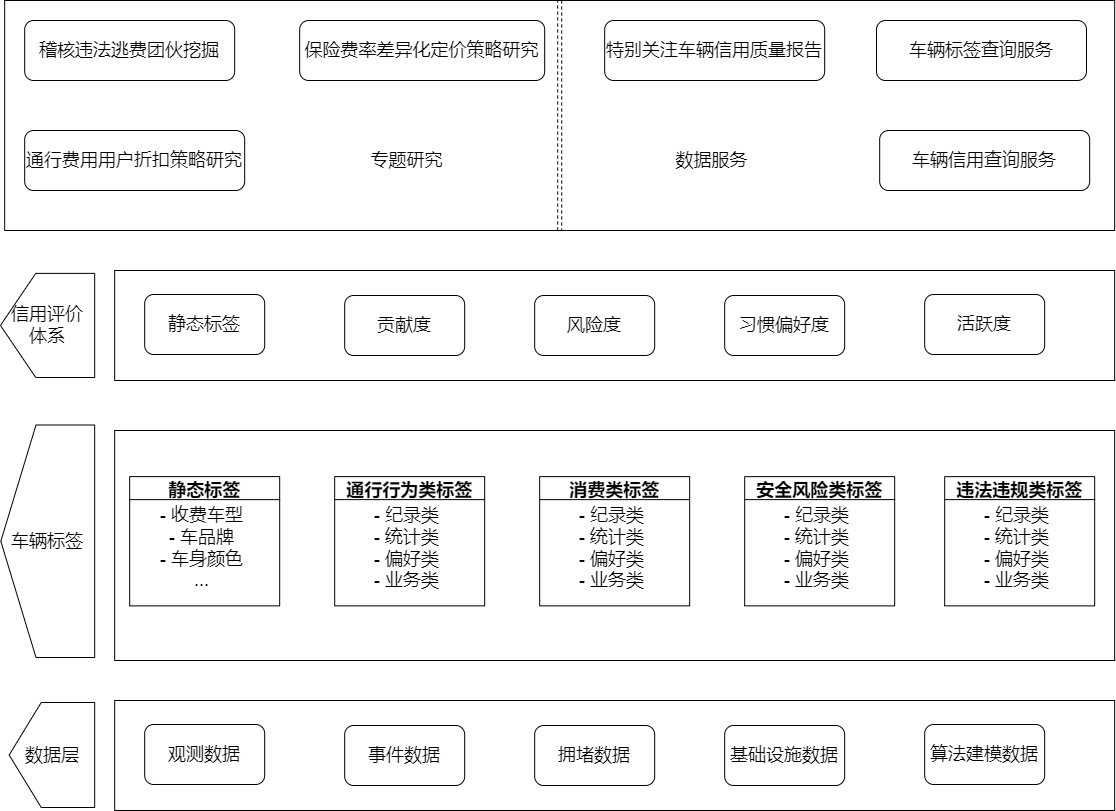 稽核违法逃费团伙挖掘
保险费率差异化定价策略研究
特别关注车辆信用质量报告
车辆标签查询服务
通行费用用户折扣策略研究
专题研究
数据服务
车辆信用查询服务
信用评价
体系
静态标签
贡献度
风险度
习惯偏好度
活跃度
车辆标签
静态标签
- 收费车型
- 车品牌
- 车身颜色
...
通行行为类标签
- 纪录类
- 统计类
- 偏好类
- 业务类
消费类标签
- 纪录类
- 统计类
- 偏好类
- 业务类
安全风险类标签
- 纪录类
- 统计类
- 偏好类
- 业务类
违法违规类标签
- 纪录类
- 统计类
- 偏好类
- 业务类
数据层
观测数据
事件数据
拥堵数据
基础设施数据
算法建模数据